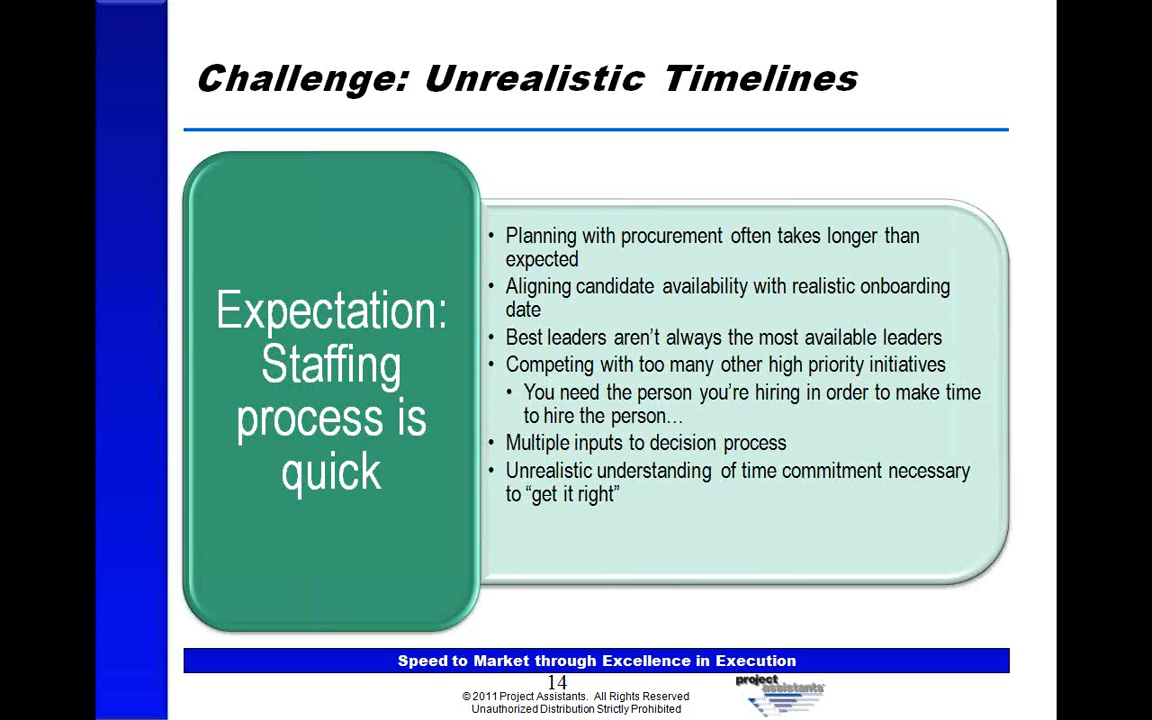 Challenge: Unrealistic Timelines
Expectation:
Staffing
process is
quick
• Planning with procurement often takes longer than
expected
• Aligning candidate availability with realistic onboarding
date
• Best leaders aren’t always the most available leaders
• Competing with too many other high priority initiatives
• You need the person you’re hiring in order to make time
to hire the person…
• Multiple inputs to decision process
• Unrealistic understanding of time commitment necessary
to “get it right”
Speed to Market through Excellence in Execution
14
© 2011 Project Assistants. All Rights Reserved
Unauthorized Distribution Strictly Prohibited
project
assistants